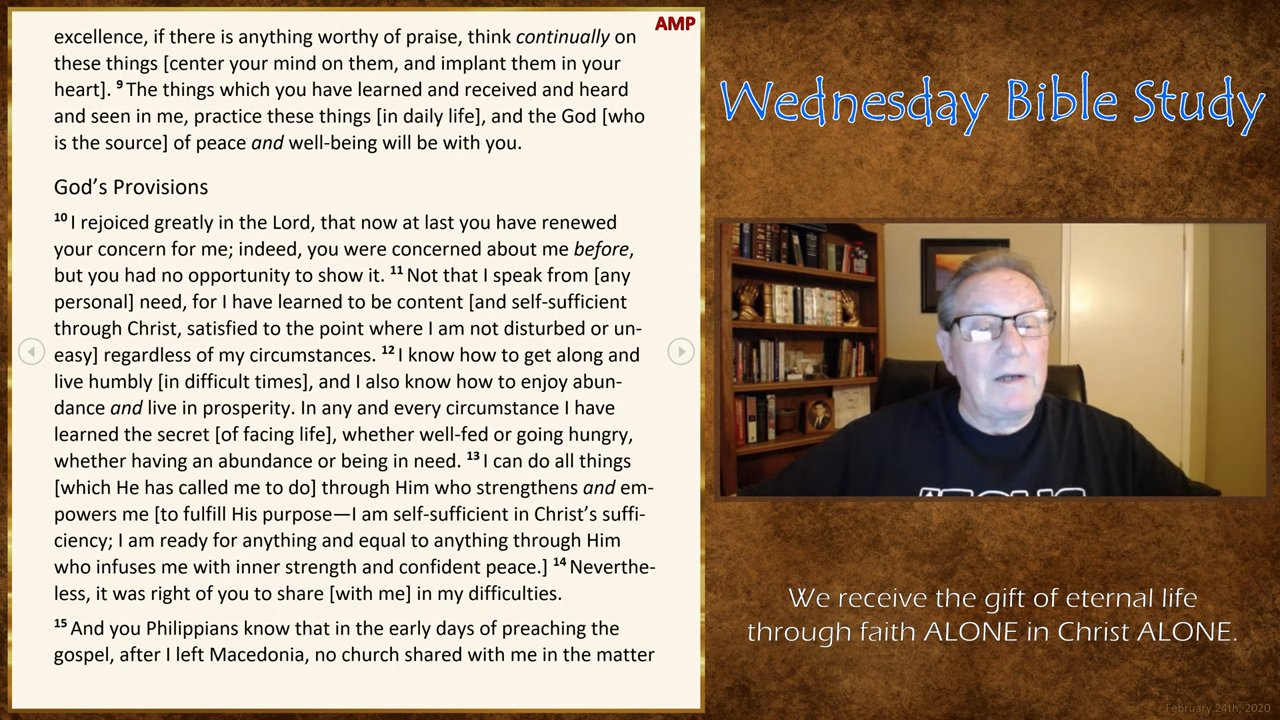 AMP
excellence, if there is anything worthy of praise, think continually on
these things [center your mind on them, and implant them in your
heart]. 9 The things which you have learned and received and heard
and seen in me, practice these things [in daily life], and the God [who
is the source] of peace and well-being will be with you.
God’s Provisions
10 I rejoiced greatly in the Lord, that now at last you have renewed
your concern for me; indeed, you were concerned about me before,
but you had no opportunity to show it. 11 Not that I speak from [any
personal] need, for I have learned to be content [and self-sufficient
through Christ, satisfied to the point where I am not disturbed or un-
easy] regardless of my circumstances. 12 I know how to get along and
live humbly [in difficult times], and I also know how to enjoy abun-
dance and live in prosperity. In any and every circumstance I have
learned the secret [of facing life], whether well-fed or going hungry,
whether having an abundance or being in need. 13 I can do all things
[which He has called me to do] through Him who strengthens and em-
powers me [to fulfill His purpose—I am self-sufficient in Christ’s suffi-
ciency; I am ready for anything and equal to anything through Him
who infuses me with inner strength and confident peace.] 14 Neverthe-
less, it was right of you to share [with me] in my difficulties.
15 And you Philippians know that in the early days of preaching the
gospel, after I left Macedonia, no church shared with me in the matter
Wednesday Bible Study
JESUS
We receive the gift of eternal life
through faith ALONE in Christ ALONE.
February 24th, 2020